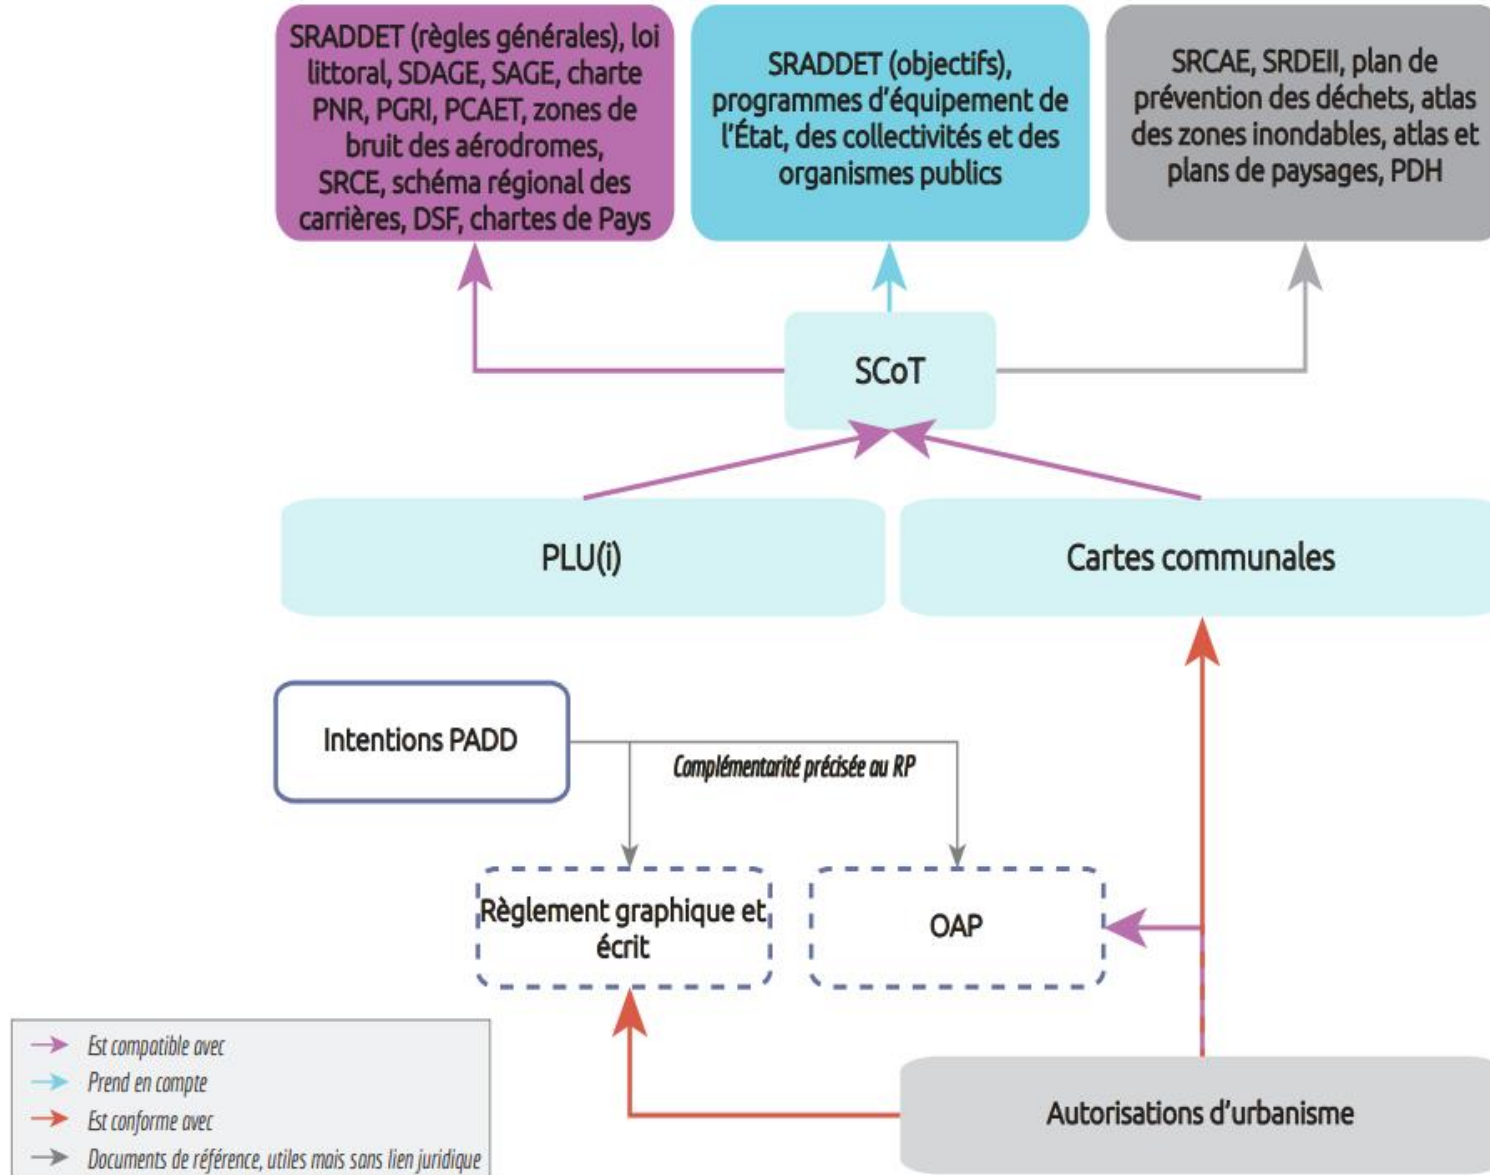 SRADDET (règles générales), loi
littoral, SDAGE, SAGE, charte
PNR, PGRI, PCAET, zones de
bruit des aérodromes,
SRCE, schéma régional des
carrières, DSF, chartes de Pays
SRADDET (objectifs),
programmes d'équipement de
l'État, des collectivités et des
organismes publics
SRCAE, SRDEII, plan de
prévention des déchets, atlas
des zones inondables, atlas et
plans de paysages, PDH
SCoT
PLU(i)
Cartes communales
Intentions PADD
Complémentarité précisée au RP
Règlement graphique et
écrit
OAP
Autorisations d'urbanisme
Est compatible avec
Prend en compte
Est conforme avec
Documents de référence, utiles mais sans lien juridique